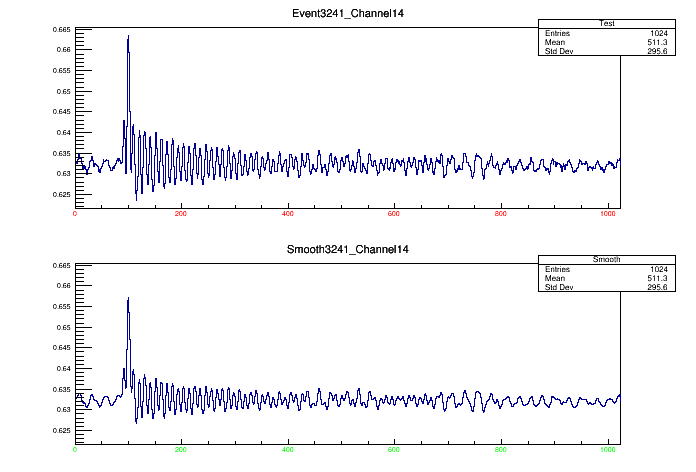 Event3241_Channel14
Test
Entries 1024
Mean 511.3
Std Dev 295.6
0.665
0.66
0.655
0.65
0.645
0.64
0.635
0.63
0.625
0 200 400 600 800 1000
Smooth3241_Channel14
Smooth
Entries 1024
Mean 511.3
Std Dev 295.6
0.665
0.66
0.655
0.65
0.645
0.64
0.635
0.63
0.625
0 200 400 600 800 1000